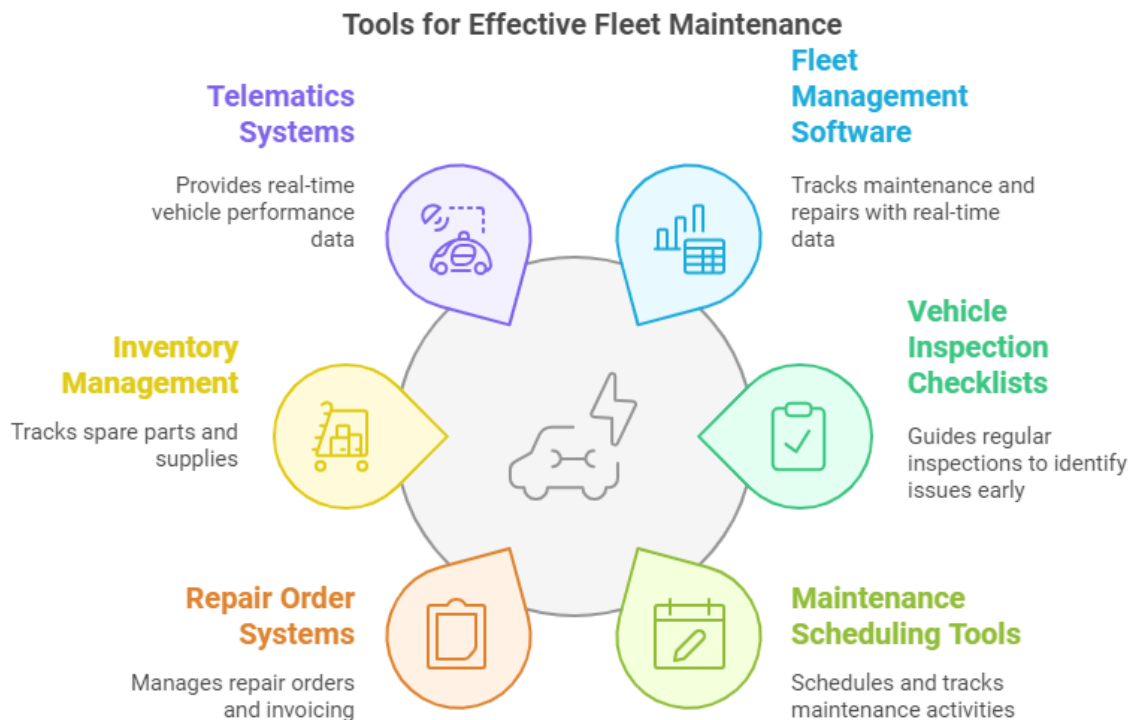 Tools for Effective Fleet Maintenance
Telematics
Systems
Provides real-time
vehicle performance
data
Fleet
Management
Software
Tracks maintenance and
repairs with real-time
data
Inventory
Management
Tracks spare parts and
supplies
Vehicle
Inspection
Checklists
Guides regular
inspections to identify
issues early
Repair Order
Systems
Manages repair orders
and invoicing
Maintenance
Scheduling Tools
Schedules and tracks
maintenance activities